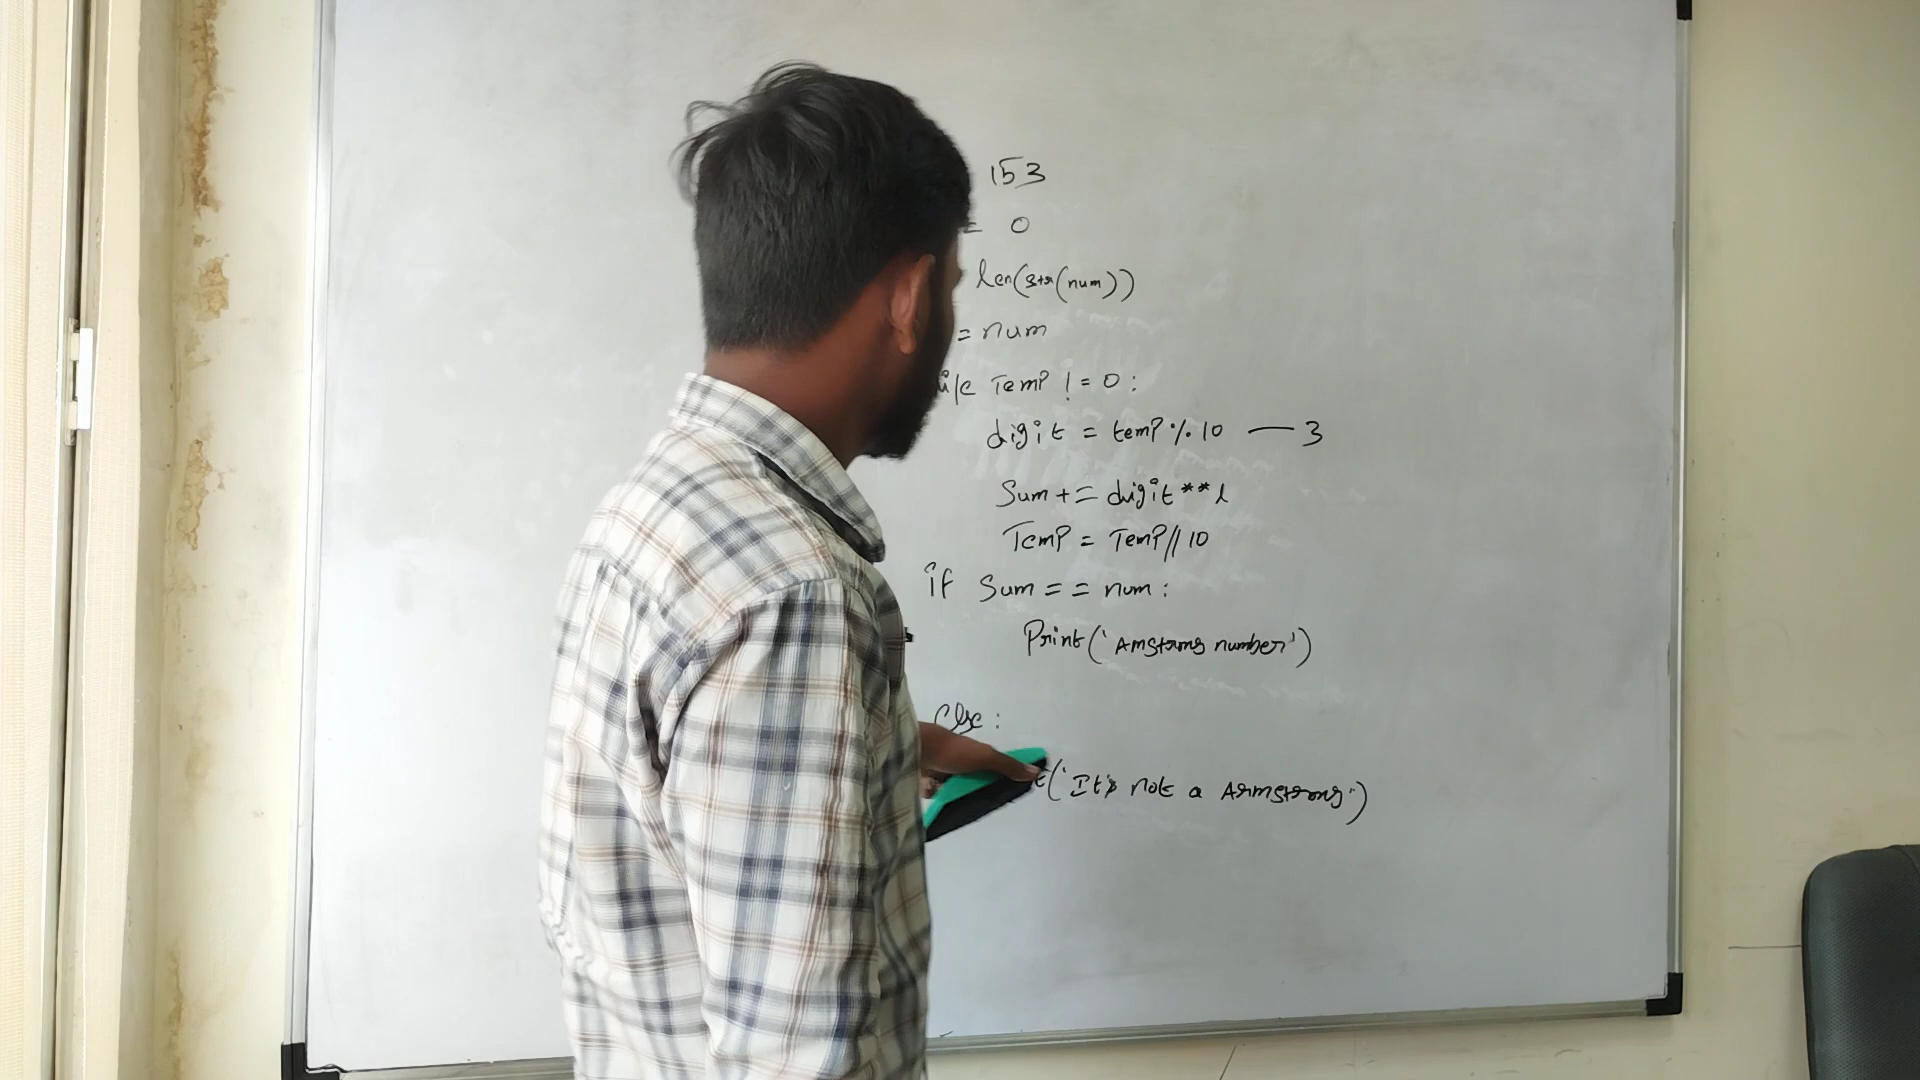 153
= 0
len(str(num))
= num
ile Temp != 0:
digit = temp % 10 — 3
Sum += digit**l
Temp = Temp//10
if Sum == num:
Print('Amstrong number')
else:
t('It's not a Armstrong')